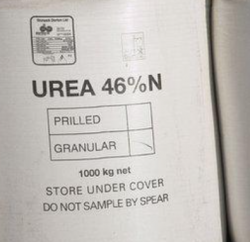 UREA 46%N
PRILLED
GRANULAR
1000 kg net
STORE UNDER COVER
DO NOT SAMPLE BY SPEAR